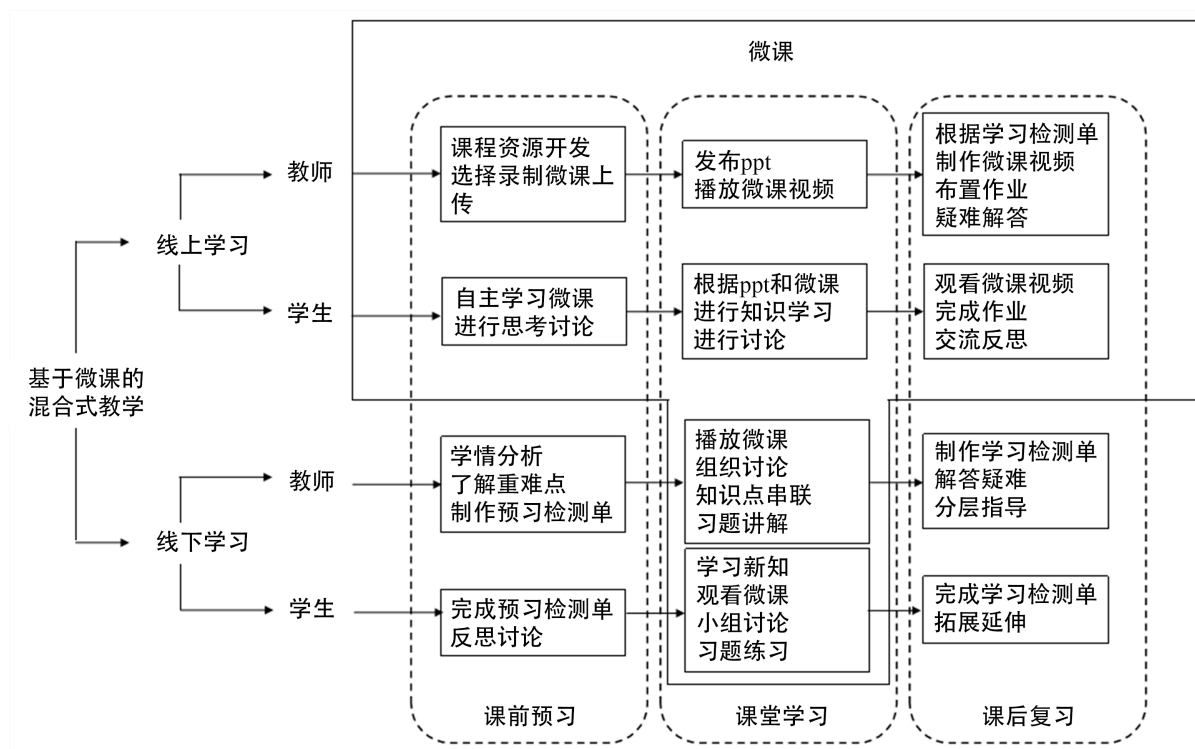 微课
教师
课程资源开发
选择录制微课上
传
发布ppt
播放微课视频
根据学习检测单
制作微课视频
布置作业
疑难解答
线上学习
学生
自主学习微课
进行思考讨论
根据ppt和微课
进行知识学习
进行讨论
观看微课视频
完成作业
交流反思
基于微课的
混合式教学
教师
学情分析
了解重难点
制作预习检测单
播放微课
组织讨论
知识点串联
习题讲解
制作学习检测单
解答疑难
分层指导
线下学习
学生
完成预习检测单
反思讨论
学习新知
观看微课
小组讨论
习题练习
完成学习检测单
拓展延伸
课前预习
课堂学习
课后复习